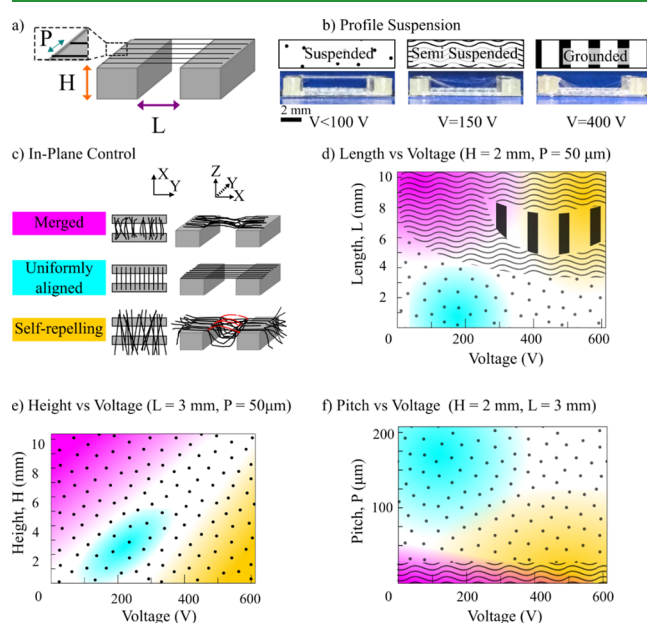 a)
P
H
L
b) Profile Suspension
Suspended
Semi Suspended
Grounded
2 mm
V<100 V
V=150 V
V=400 V
c) In-Plane Control
X
Y
Z
Y
X
Merged
Uniformly
aligned
Self-repelling
d) Length vs Voltage (H = 2 mm, P = 50 μm)
Length, L (mm)
10
8
6
4
2
0
200
400
600
Voltage (V)
e) Height vs Voltage (L = 3 mm, P = 50μm)
Height, H (mm)
10
8
6
4
2
0
200
400
600
Voltage (V)
f) Pitch vs Voltage (H = 2 mm, L = 3 mm)
Pitch, P (μm)
200
100
0
200
400
600
Voltage (V)